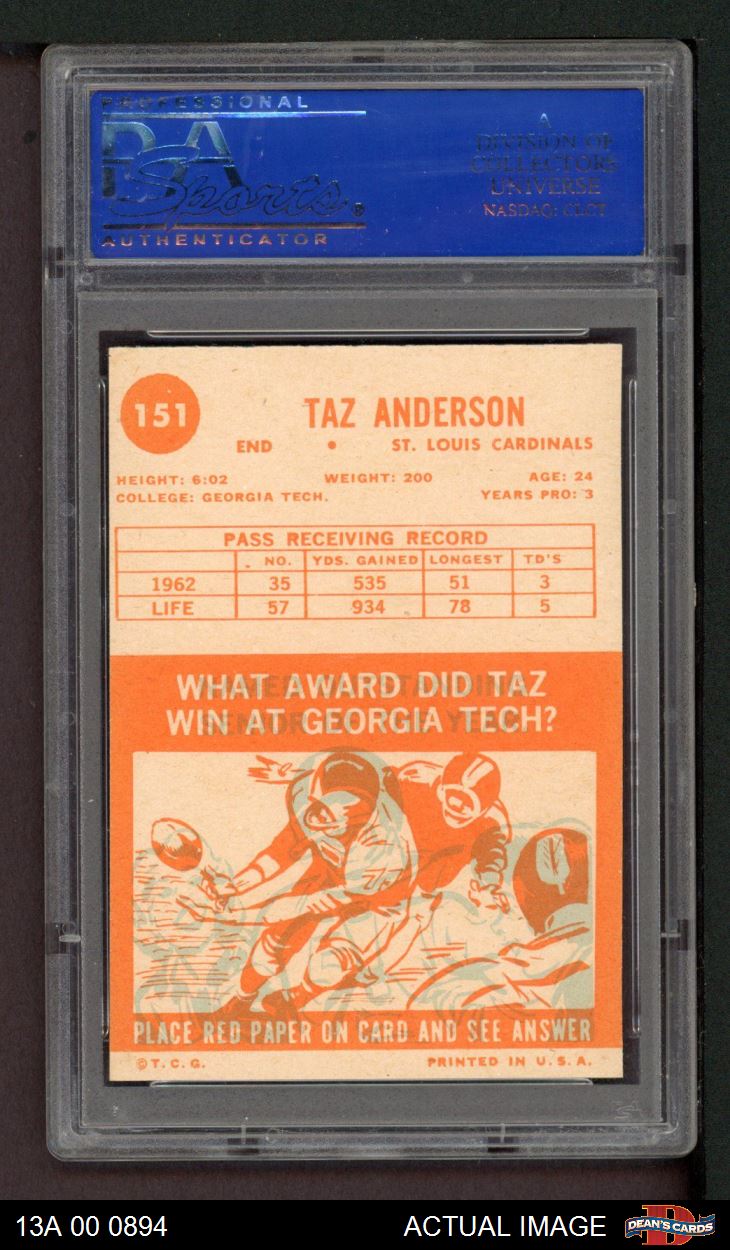 PROFESSIONAL
PSA
Sports®
AUTHENTICATOR
A
DIVISION OF
COLLECTORS
UNIVERSE
NASDAQ: CLCT
151
TAZ ANDERSON
END • ST. LOUIS CARDINALS
HEIGHT: 6:02 WEIGHT: 200 AGE: 24
COLLEGE: GEORGIA TECH. YEARS PRO: 3
PASS RECEIVING RECORD
NO. YDS. GAINED LONGEST TD'S
1962 35 535 51 3
LIFE 57 934 78 5
WHAT AWARD DID TAZ
WIN AT GEORGIA TECH?
PLACE RED PAPER ON CARD AND SEE ANSWER
©T.C.G. PRINTED IN U.S.A.
13A 00 0894 ACTUAL IMAGE DEAN'S CARDS